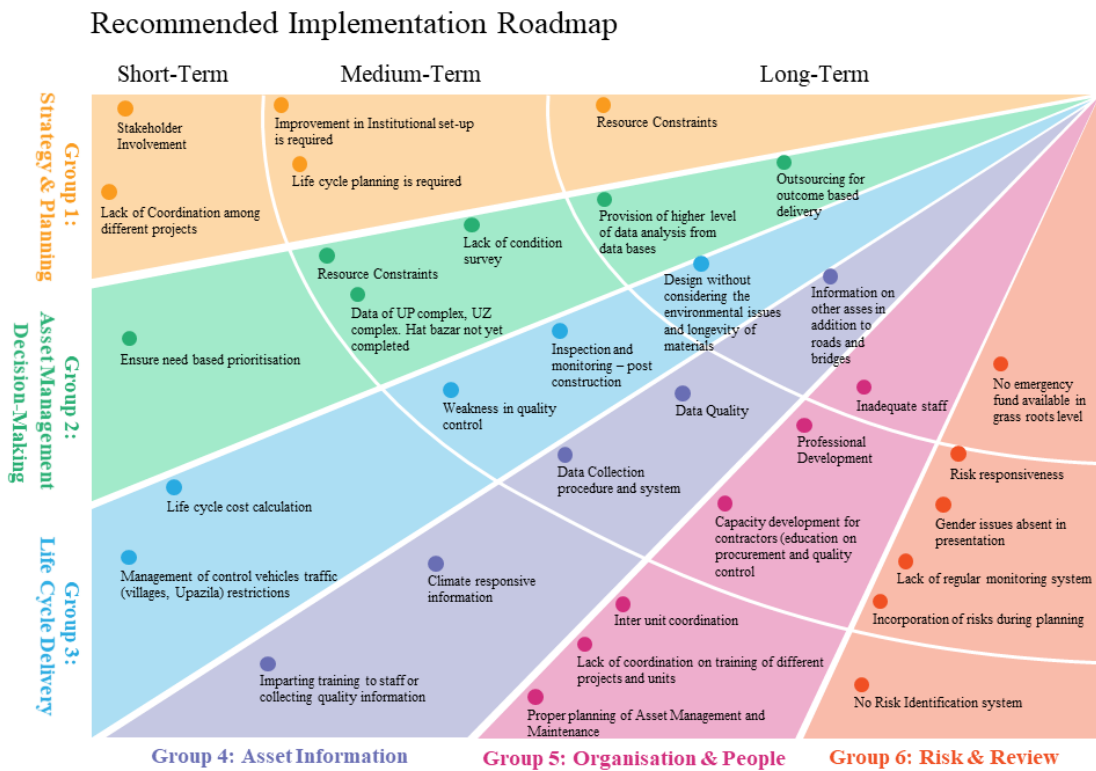 Recommended Implementation Roadmap
Short-Term
Medium-Term
Long-Term
Group 1:
Strategy & Planning
Stakeholder
Involvement
Lack of Coordination among
different projects
Improvement in Institutional set-up
is required
Life cycle planning is required
Resource Constraints
Group 2:
Asset Management
Decision-Making
Ensure need based prioritisation
Resource Constraints
Data of UP complex, UZ
complex. Hat bazar not yet
completed
Lack of condition
survey
Provision of higher level
of data analysis from
data bases
Outsourcing for
outcome based
delivery
Group 3:
Life Cycle Delivery
Life cycle cost calculation
Management of control vehicles traffic
(villages, Upazila) restrictions
Weakness in quality
control
Inspection and
monitoring – post
construction
Design without
considering the
environmental issues
and longevity of
materials
Imparting training to staff or
collecting quality information
Climate responsive
information
Data Collection
procedure and system
Data Quality
Information on
other asses in
addition to
roads and
bridges
Group 4: Asset Information
Proper planning of Asset Management and
Maintenance
Lack of coordination on training of different
projects and units
Inter unit coordination
Capacity development for
contractors (education on
procurement and quality
control
Professional
Development
Inadequate staff
Group 5: Organisation & People
No Risk Identification system
Incorporation of risks during planning
Lack of regular monitoring system
Gender issues absent in
presentation
Risk responsiveness
No emergency
fund available in
grass roots level
Group 6: Risk & Review